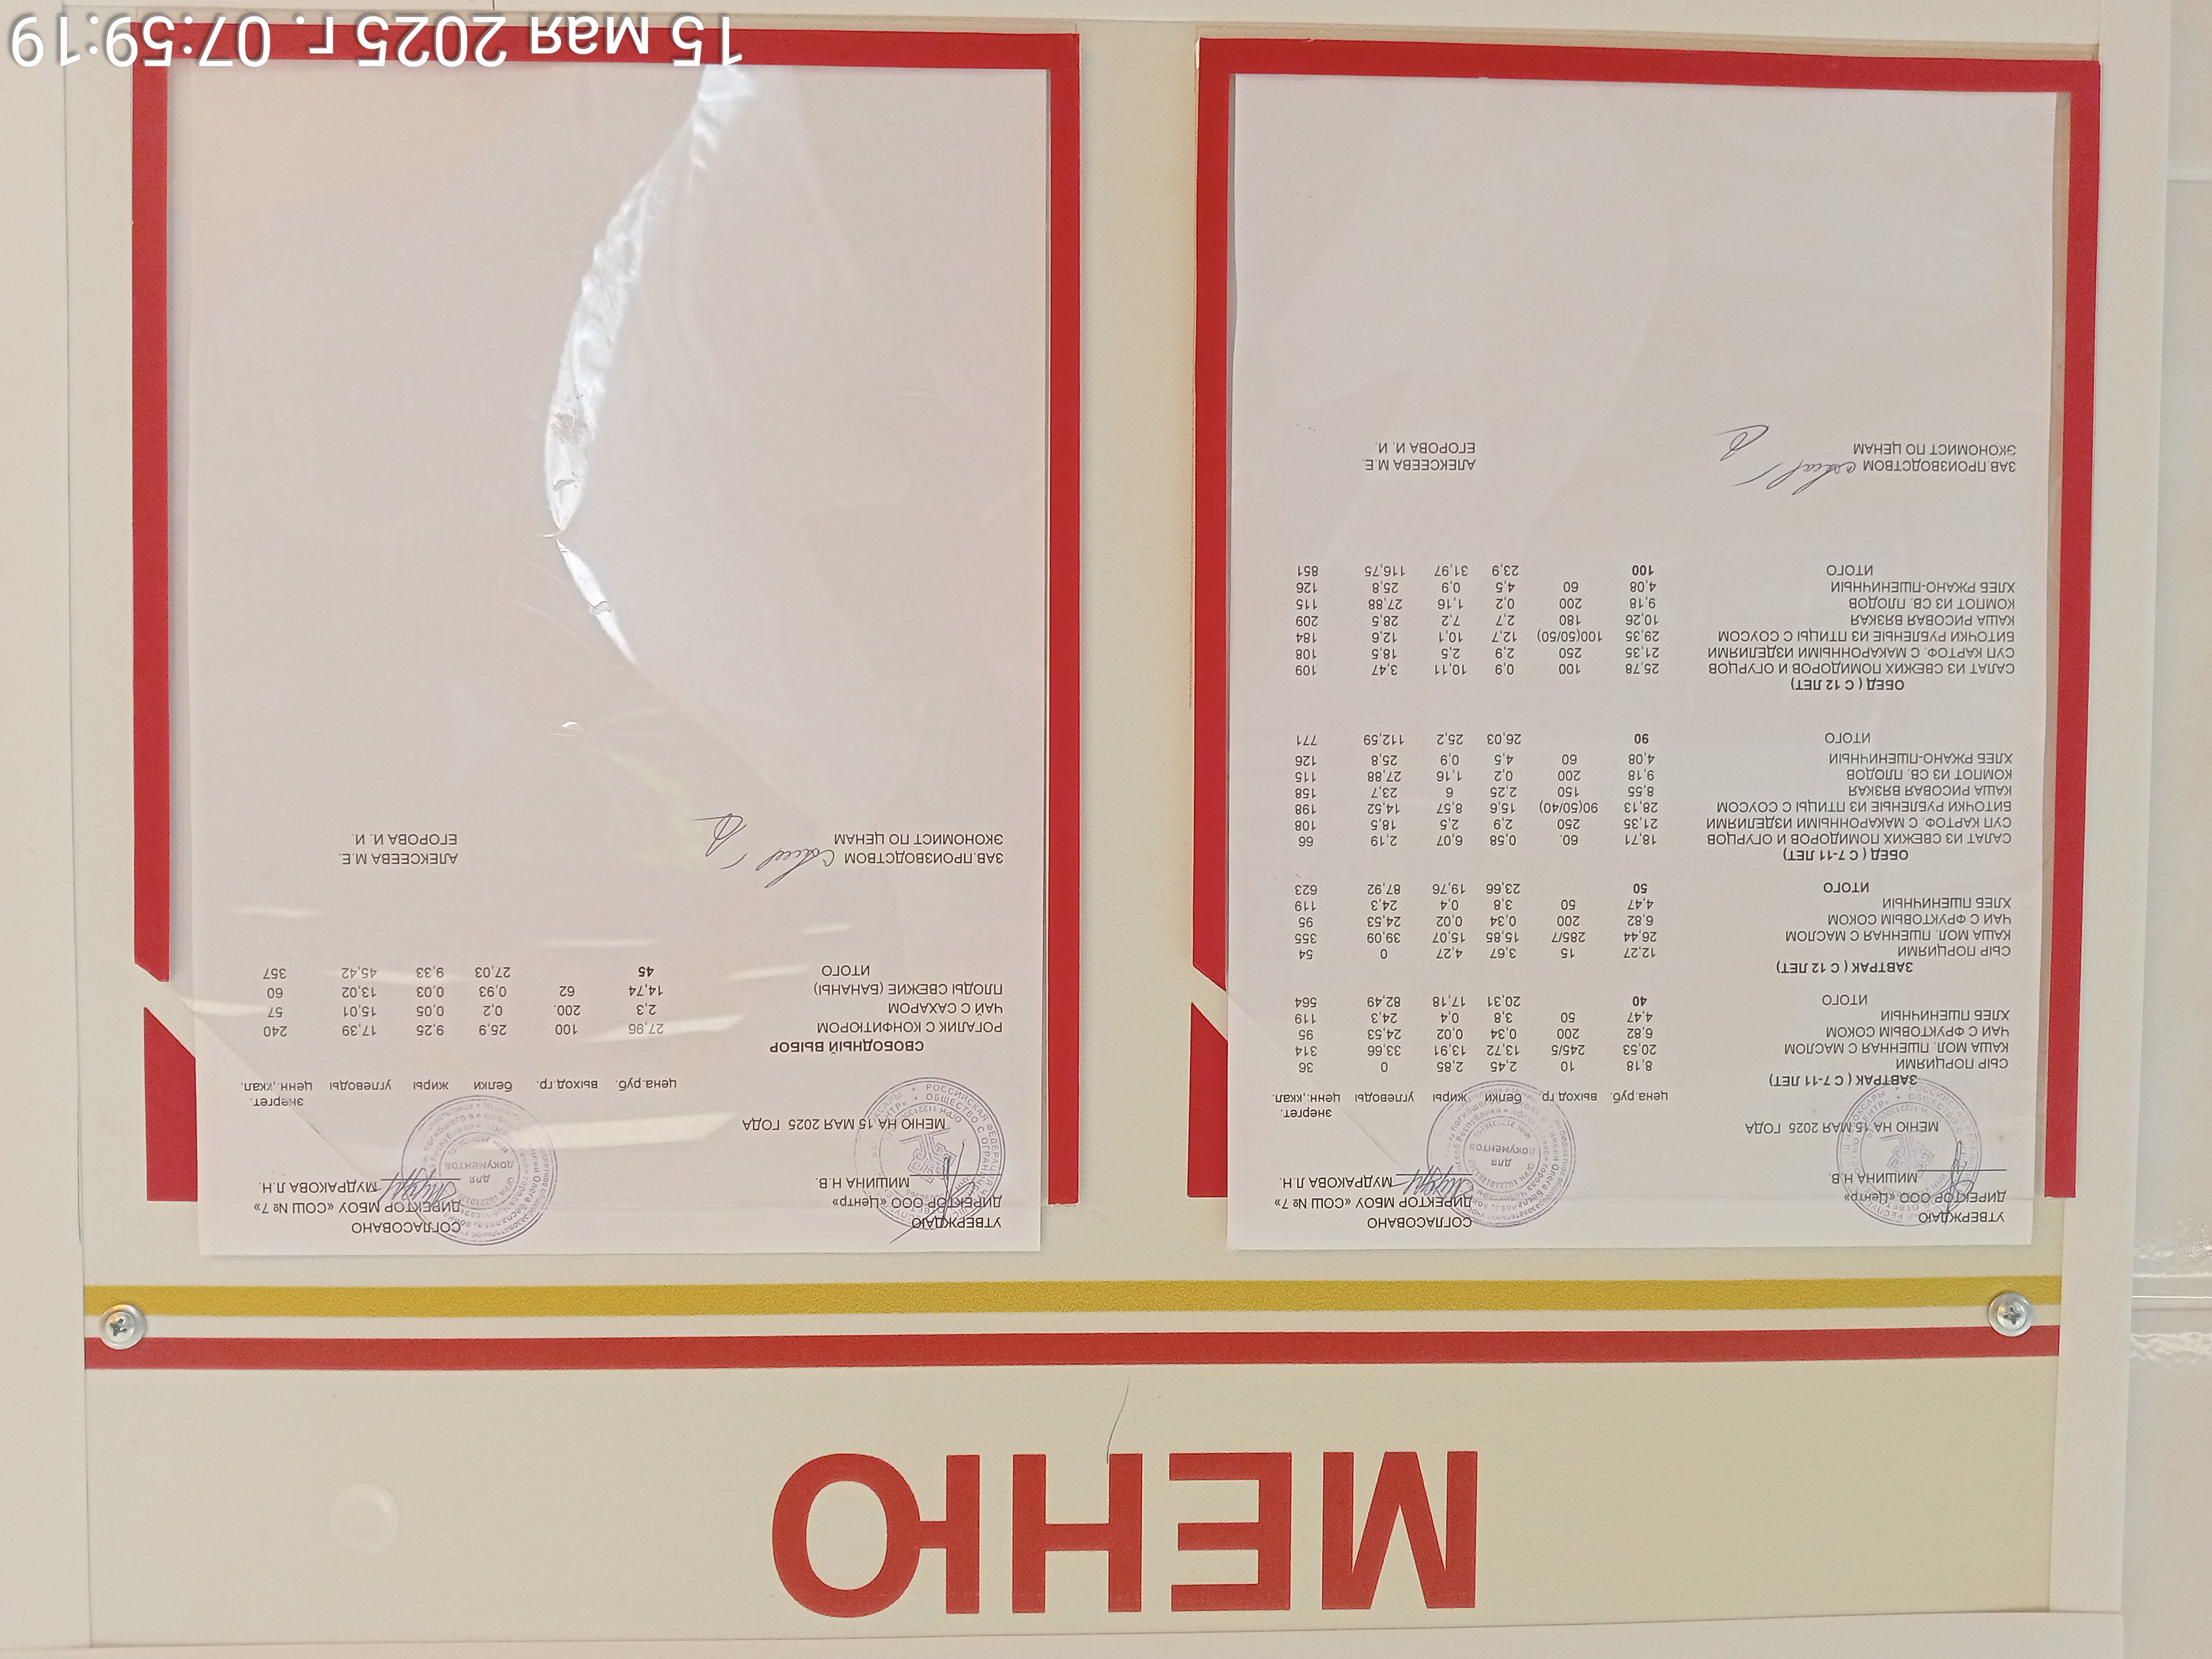 МЕНЮ
УТВЕРЖДАЮ
ДИРЕКТОР ООО «Центр»
МИШИНА Н.В.
СОГЛАСОВАНО
ДИРЕКТОР МБОУ «СОШ № 7»
МУДРАКОВА Л.Н.
МЕНЮ НА 15 МАЯ 2025 ГОДА
цена.руб. выход.гр. белки жиры углеводы энергет. ценн.,ккал.
ЗАВТРАК ( С 7-11 ЛЕТ)
СЫР ПОРЦИЯМИ 8,18 10 2,45 2,85 0 36
КАША МОЛ. ПШЕННАЯ С МАСЛОМ 20,53 245/5 13,72 13,91 33,66 314
ЧАЙ С ФРУКТОВЫМ СОКОМ 6,82 200 0,34 0,02 24,53 95
ХЛЕБ ПШЕНИЧНЫЙ 4,47 50 3,8 0,4 24,3 119
ИТОГО 40 20,31 17,18 82,49 564
ЗАВТРАК ( С 12 ЛЕТ)
СЫР ПОРЦИЯМИ 12,27 15 3,67 4,27 0 54
КАША МОЛ. ПШЕННАЯ С МАСЛОМ 26,44 285/7 15,85 15,07 39,09 355
ЧАЙ С ФРУКТОВЫМ СОКОМ 6,82 200 0,34 0,02 24,53 95
ХЛЕБ ПШЕНИЧНЫЙ 4,47 50 3,8 0,4 24,3 119
ИТОГО 50 23,66 19,76 87,92 623
ОБЕД ( С 7-11 ЛЕТ)
САЛАТ ИЗ СВЕЖИХ ПОМИДОРОВ И ОГУРЦОВ 18,71 60. 0,58 6,07 2,19 66
СУП КАРТОФ. С МАКАРОННЫМИ ИЗДЕЛИЯМИ 21,35 250 2,9 2,5 18,5 108
БИТОЧКИ РУБЛЕНЫЕ ИЗ ПТИЦЫ С СОУСОМ 28,13 90(50/40) 15,6 8,57 14,52 198
КАША РИСОВАЯ ВЯЗКАЯ 8,55 150 2,25 6 23,7 158
КОМПОТ ИЗ СВ. ПЛОДОВ 9,18 200 0,2 1,16 27,88 115
ХЛЕБ РЖАНО-ПШЕНИЧНЫЙ 4,08 60 4,5 0,9 25,8 126
ИТОГО 90 26,03 25,2 112,59 771
ОБЕД ( С 12 ЛЕТ)
САЛАТ ИЗ СВЕЖИХ ПОМИДОРОВ И ОГУРЦОВ 25,78 100 0,9 10,11 3,47 109
СУП КАРТОФ. С МАКАРОННЫМИ ИЗДЕЛИЯМИ 21,35 250 2,9 2,5 18,5 108
БИТОЧКИ РУБЛЕНЫЕ ИЗ ПТИЦЫ С СОУСОМ 29,35 100(50/50) 12,7 10,1 12,6 184
КАША РИСОВАЯ ВЯЗКАЯ 10,26 180 2,7 7,2 28,5 209
КОМПОТ ИЗ СВ. ПЛОДОВ 9,18 200 0,2 1,16 27,88 115
ХЛЕБ РЖАНО-ПШЕНИЧНЫЙ 4,08 60 4,5 0,9 25,8 126
ИТОГО 100 23,9 31,97 116,75 851
ЗАВ.ПРОИЗВОДСТВОМ АЛЕКСЕЕВА М.Е.
ЭКОНОМИСТ ПО ЦЕНАМ ЕГОРОВА И. И.
УТВЕРЖДАЮ
ДИРЕКТОР ООО «Центр»
МИШИНА Н.В.
СОГЛАСОВАНО
ДИРЕКТОР МБОУ «СОШ № 7»
МУДРАКОВА Л.Н.
МЕНЮ НА 15 МАЯ 2025 ГОДА
цена.руб. выход.гр. белки жиры углеводы энергет. ценн.,ккал.
СВОБОДНЫЙ ВЫБОР
РОГАЛИК С КОНФИТЮРОМ 27,96 100 25,9 9,25 17,39 240
ЧАЙ С САХАРОМ 2,3 200. 0,2 0,05 15,01 57
ПЛОДЫ СВЕЖИЕ (БАНАНЫ) 14,74 62 0,93 0,03 13,02 60
ИТОГО 45 27,03 9,33 45,42 357
ЗАВ.ПРОИЗВОДСТВОМ АЛЕКСЕЕВА М.Е.
ЭКОНОМИСТ ПО ЦЕНАМ ЕГОРОВА И. И.
ДЛЯ
ДОКУМЕНТОВ
15 мая 2025 г. 07:59:19